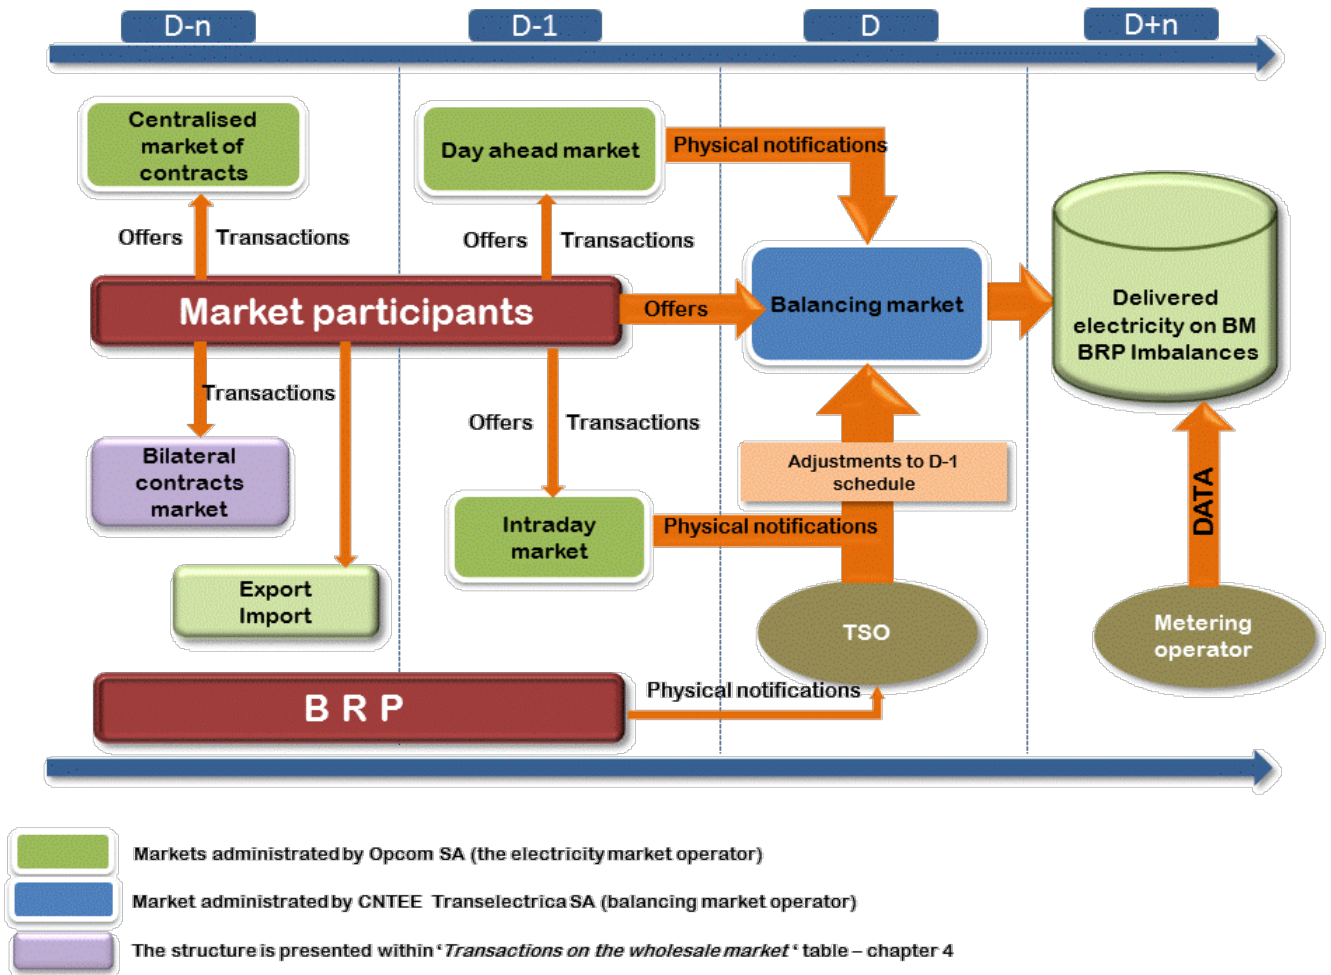 D-n
D-1
D
D+n
Centralised
market of
contracts
Day ahead market
Physical notifications
Offers
Transactions
Offers
Transactions
Market participants
Offers
Balancing market
Delivered
electricity on BM
BRP Imbalances
Transactions
Offers
Transactions
Bilateral
contracts
market
Adjustments to D-1
schedule
DATA
Intraday
market
Physical notifications
Export
Import
TSO
Metering
operator
B R P
Physical notifications
Markets administrated by Opcom SA (the electricity market operator)
Market administrated by CNTEE Transelectrica SA (balancing market operator)
The structure is presented within ‘Transactions on the wholesale market ‘ table – chapter 4